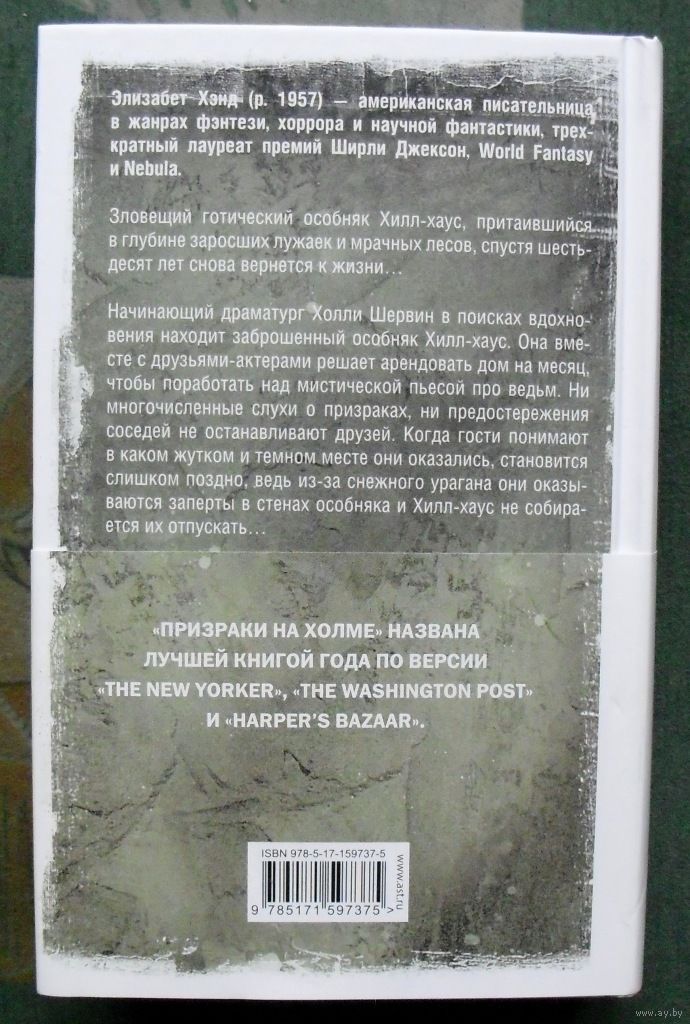 Элизабет Хэнд (р. 1957) — американская писательница
в жанрах фэнтези, хоррора и научной фантастики, трех-
кратный лауреат премий Ширли Джексон, World Fantasy
и Nebula.
Зловещий готический особняк Хилл-хаус, притаившийся
в глубине заросших лужаек и мрачных лесов, спустя шесть-
десят лет снова вернется к жизни...
Начинающий драматург Холли Шервин в поисках вдохно-
вения находит заброшенный особняк Хилл-хаус. Она вме-
сте с друзьями-актерами решает арендовать дом на месяц,
чтобы поработать над мистической пьесой про ведьм. Ни
многочисленные слухи о призраках, ни предостережения
соседей не останавливают друзей. Когда гости понимают
в каком жутком и темном месте они оказались, становится
слишком поздно, ведь из-за снежного урагана они оказы-
ваются заперты в стенах особняка и Хилл-хаус не собира-
ется их отпускать...
«ПРИЗРАКИ НА ХОЛМЕ» НАЗВАНА
ЛУЧШЕЙ КНИГОЙ ГОДА ПО ВЕРСИИ
«THE NEW YORKER», «THE WASHINGTON POST»
И «HARPER'S BAZAAR».
ISBN 978-5-17-159737-5
www.ast.ru
9 785171 597375 >
www.ay.by